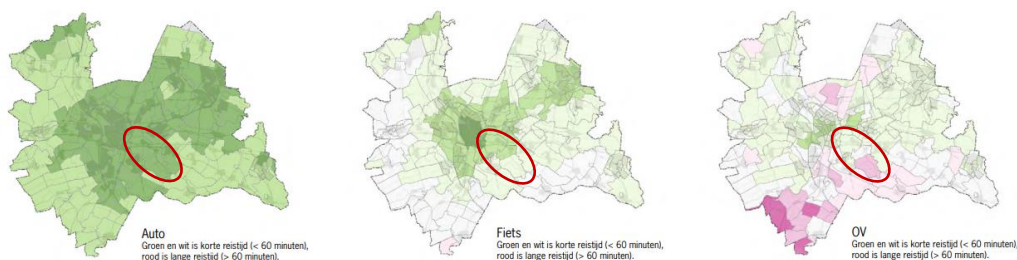 Auto
Groen en wit is korte reistijd (< 60 minuten),
rood is lange reistijd (> 60 minuten).
Fiets
Groen en wit is korte reistijd (< 60 minuten),
rood is lange reistijd (> 60 minuten).
OV
Groen en wit is korte reistijd (< 60 minuten),
rood is lange reistijd (> 60 minuten).